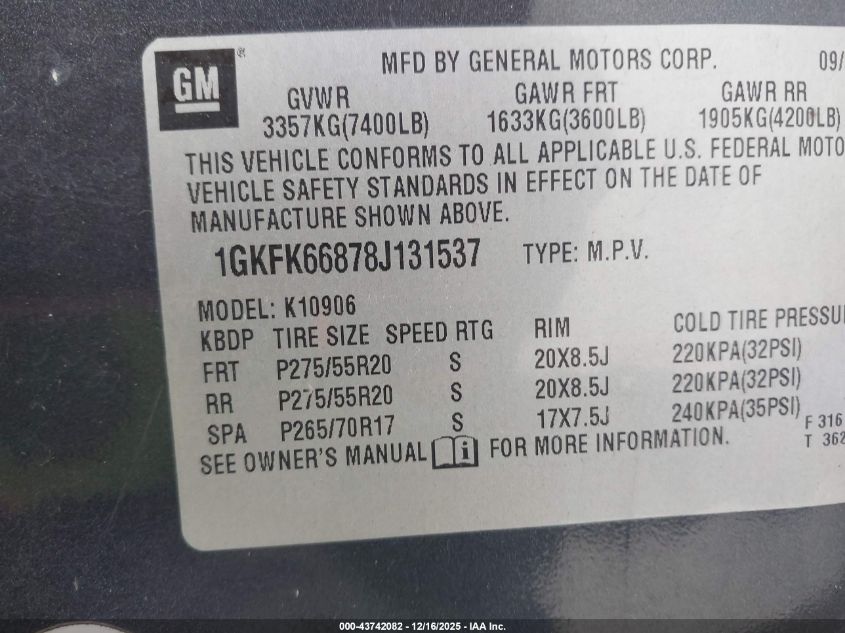 GM ®
MFD BY GENERAL MOTORS CORP. 09/
GVWR GAWR FRT GAWR RR
3357KG(7400LB) 1633KG(3600LB) 1905KG(4200LB)
THIS VEHICLE CONFORMS TO ALL APPLICABLE U.S. FEDERAL MOTO
VEHICLE SAFETY STANDARDS IN EFFECT ON THE DATE OF
MANUFACTURE SHOWN ABOVE.
1GKFK66878J131537 TYPE: M.P.V.
MODEL: K10906
KBDP TIRE SIZE SPEED RTG RIM COLD TIRE PRESSU
FRT P275/55R20 S 20X8.5J 220KPA(32PSI)
RR P275/55R20 S 20X8.5J 220KPA(32PSI)
SPA P265/70R17 S 17X7.5J 240KPA(35PSI)
SEE OWNER'S MANUAL i FOR MORE INFORMATION.
F 316
T 362
000-43742082 - 12/16/2025 - IAA Inc.